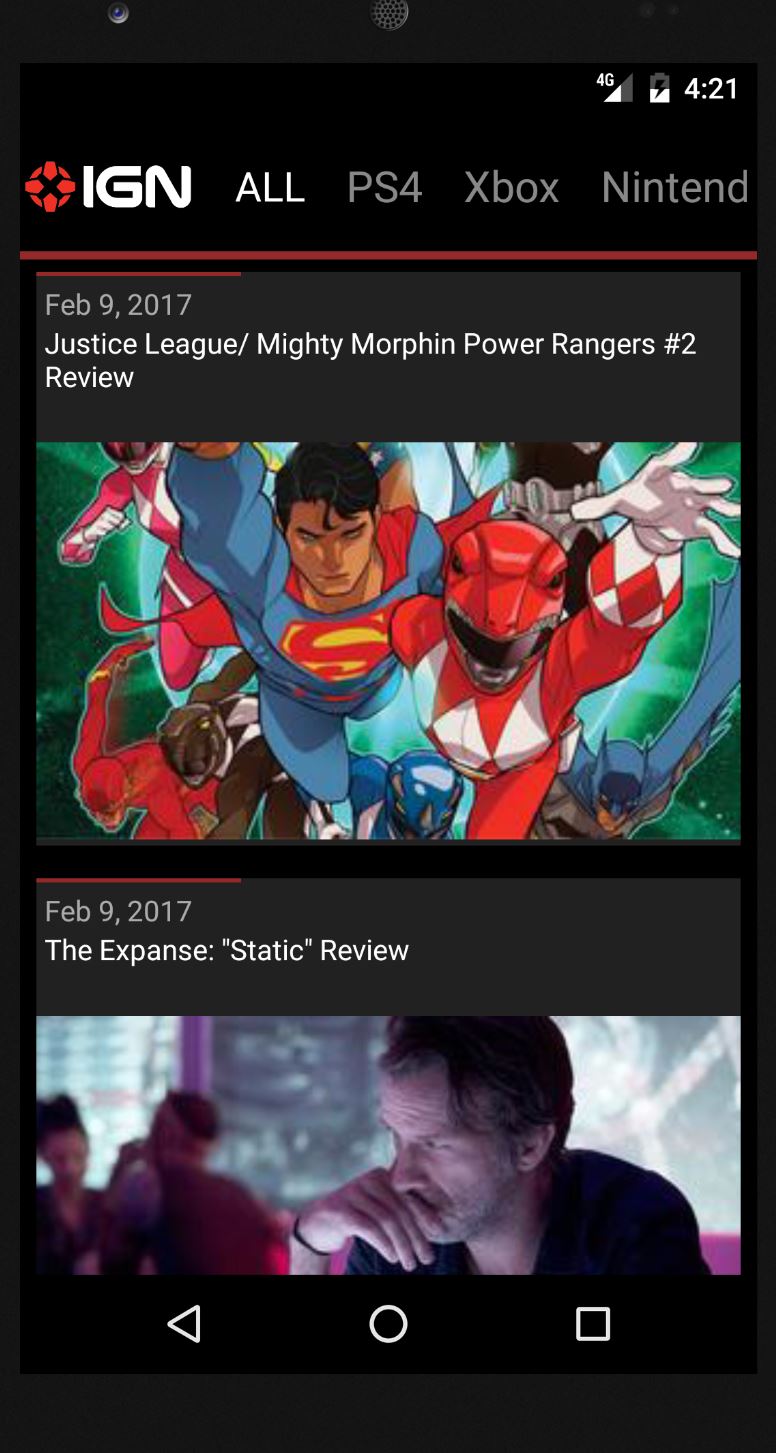 4G 4:21
IGN ALL PS4 Xbox Nintend
Feb 9, 2017
Justice League/ Mighty Morphin Power Rangers #2
Review
S
Feb 9, 2017
The Expanse: "Static" Review